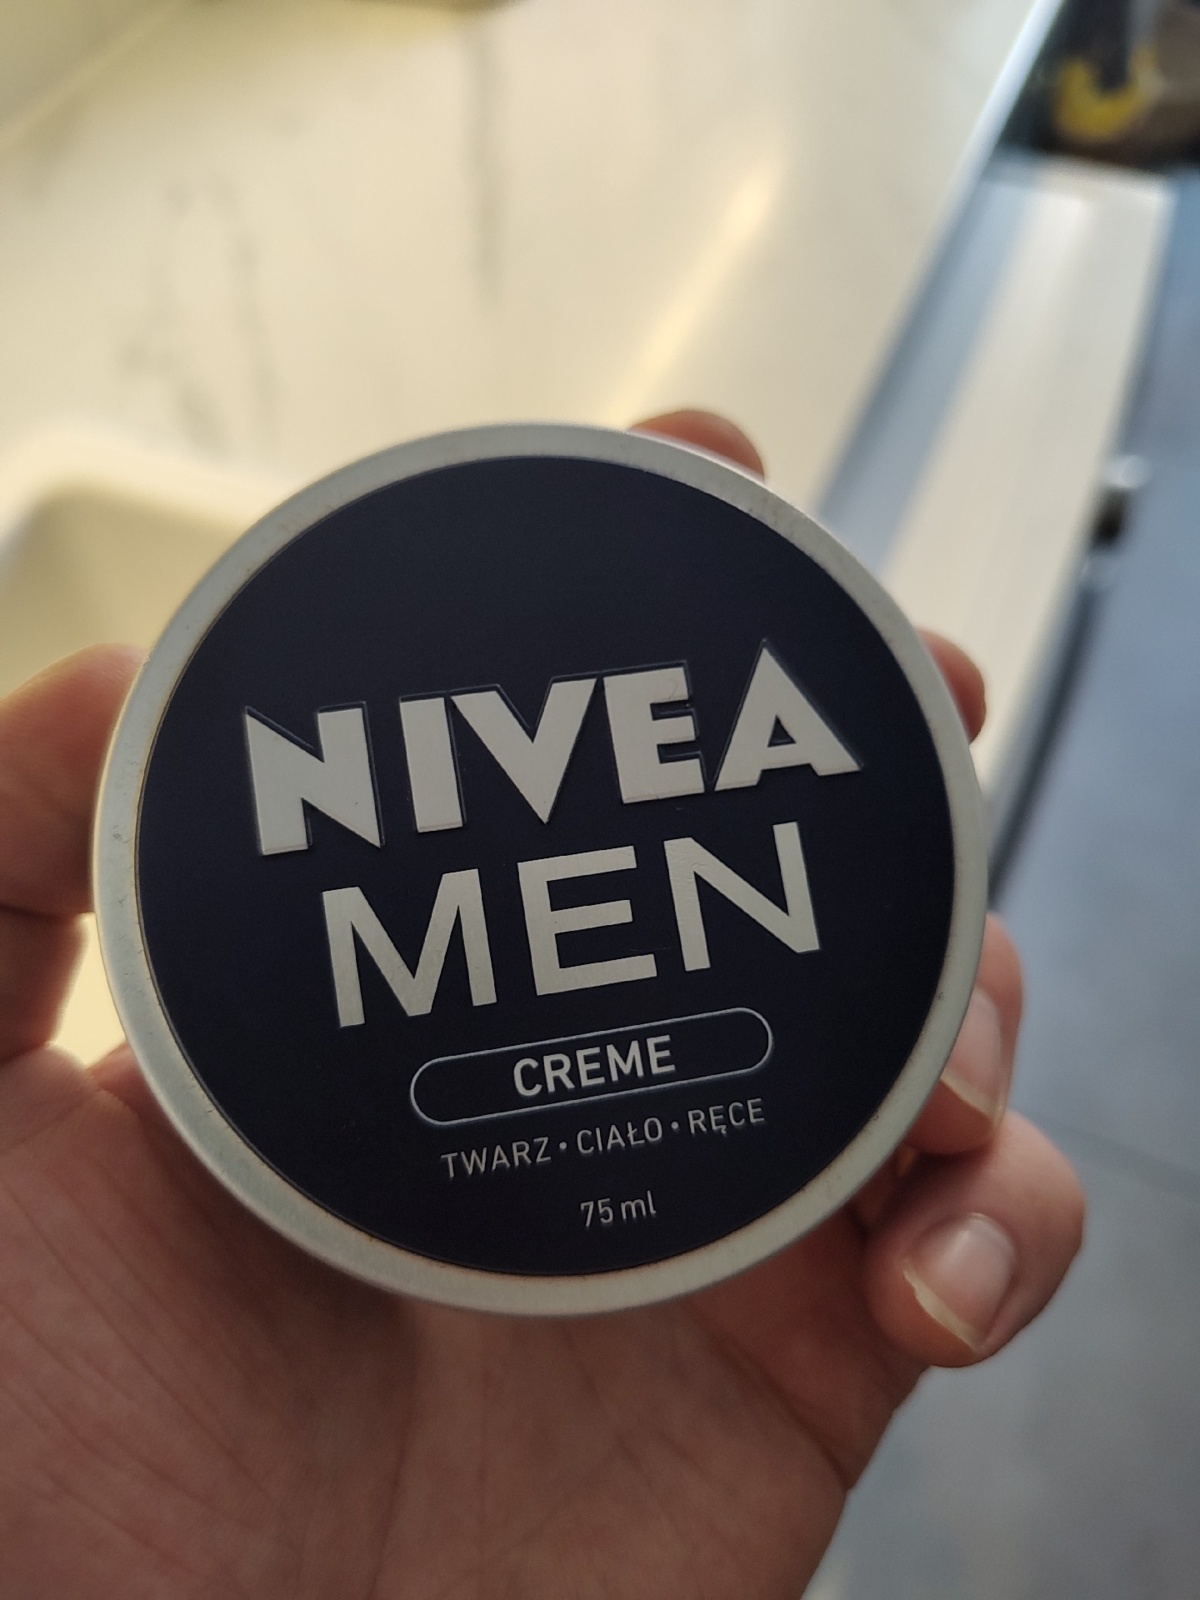 NIVEA
MEN
CREME
TWARZ • CIAŁO • RĘCE
75 ml